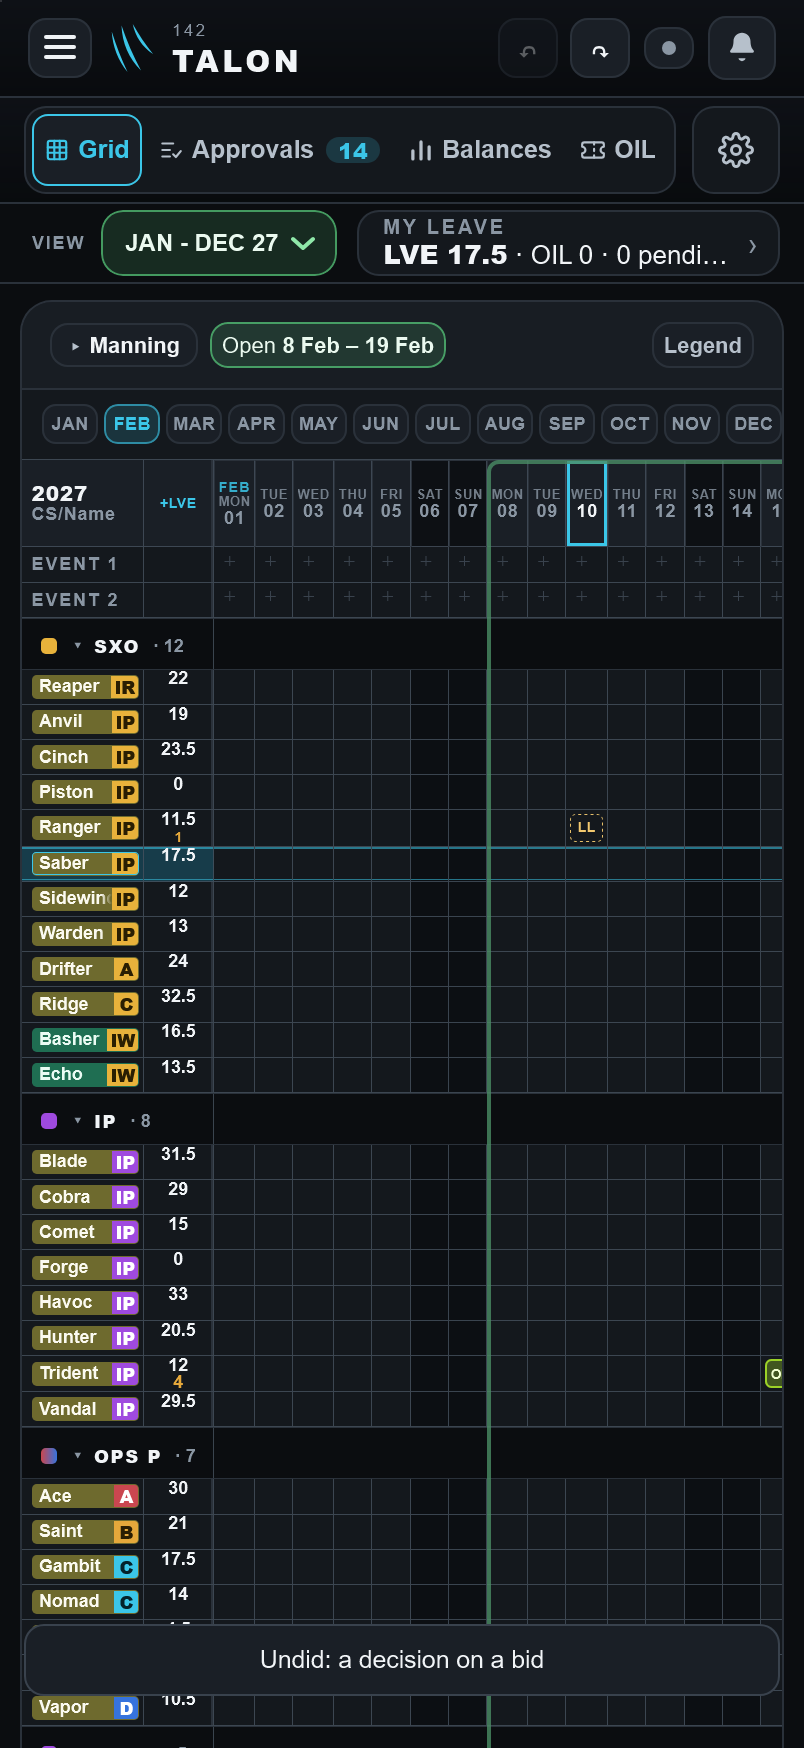 142
TALON
Grid
Approvals 14
Balances
OIL
VIEW
JAN - DEC 27
MY LEAVE
LVE 17.5 · OIL 0 · 0 pendi…
Manning
Open 8 Feb – 19 Feb
Legend
JAN FEB MAR APR MAY JUN JUL AUG SEP OCT NOV DEC
2027
CS/Name
+LVE
FEB MON 01
TUE 02
WED 03
THU 04
FRI 05
SAT 06
SUN 07
MON 08
TUE 09
WED 10
THU 11
FRI 12
SAT 13
SUN 14
EVENT 1 + + + + + + + + + + + + + + +
EVENT 2 + + + + + + + + + + + + + + +
SXO · 12
Reaper IR 22
Anvil IP 19
Cinch IP 23.5
Piston IP 0
Ranger IP 11.5 1 LL
Saber IP 17.5
Sidewin IP 12
Warden IP 13
Drifter A 24
Ridge C 32.5
Basher IW 16.5
Echo IW 13.5
IP · 8
Blade IP 31.5
Cobra IP 29
Comet IP 15
Forge IP 0
Havoc IP 33
Hunter IP 20.5
Trident IP 12 4
Vandal IP 29.5
OPS P · 7
Ace A 30
Saint B 21
Gambit C 17.5
Nomad C 14
Undid: a decision on a bid
Vapor D 10.5